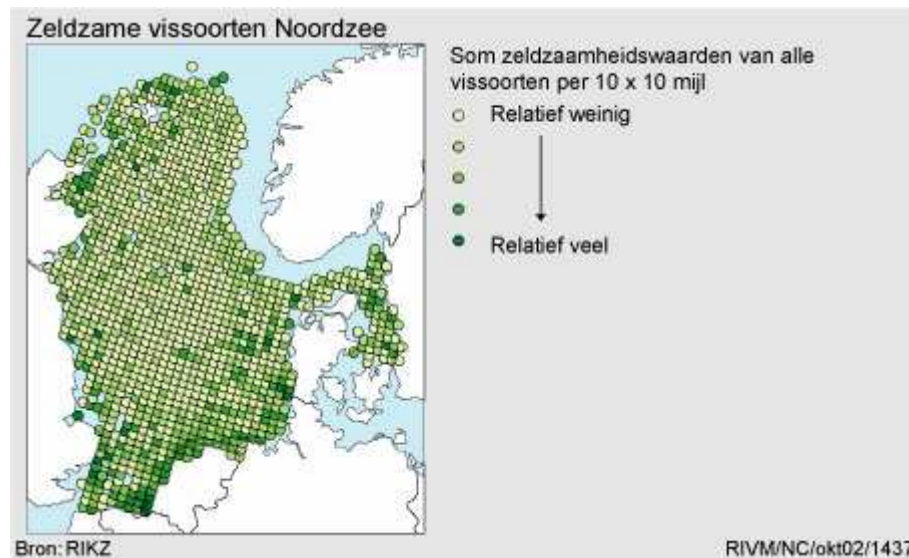 Zeldzame vissoorten Noordzee
Som zeldzaamheidswaarden van alle
vissoorten per 10 x 10 mijl
Relatief weinig
Relatief veel
Bron: RIKZ
RIVM/NC/okt02/1437